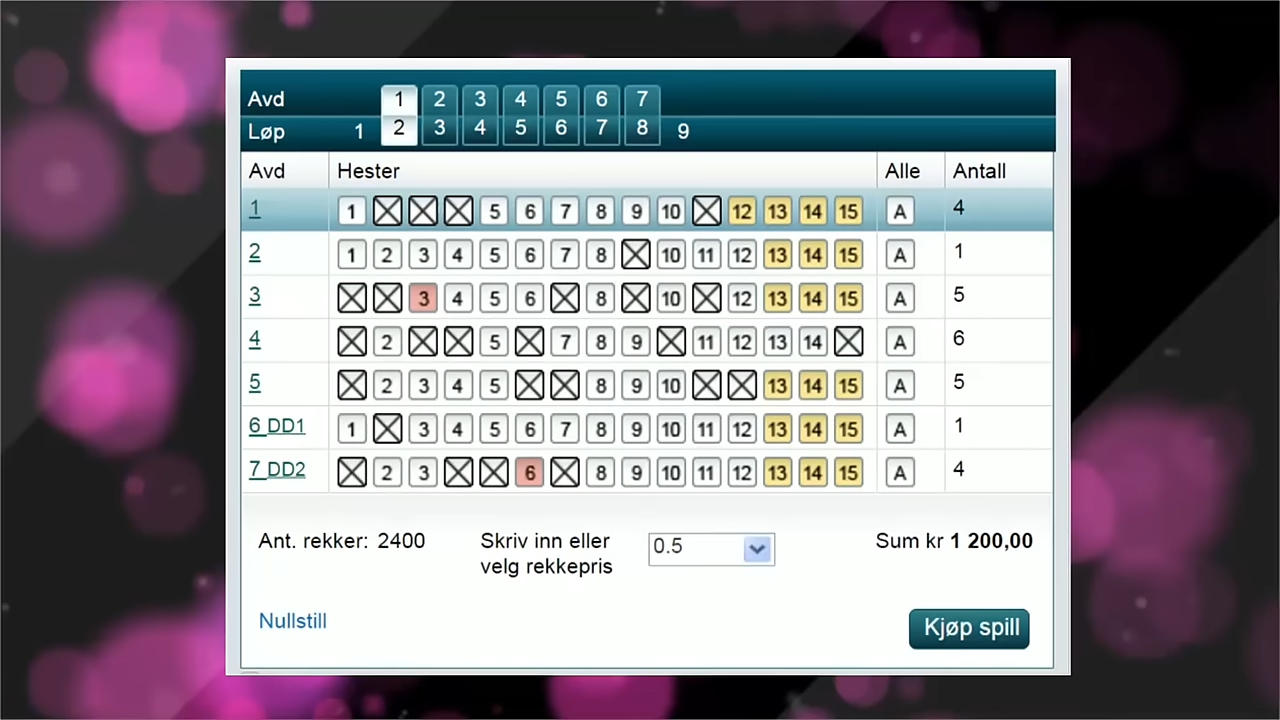 Avd 1 2 3 4 5 6 7
Løp 1 2 3 4 5 6 7 8 9
Avd Hester Alle Antall
1 1 5 6 7 8 9 10 12 13 14 15 A 4
2 1 2 3 4 5 6 7 8 10 11 12 13 14 15 A 1
3 3 4 5 6 8 10 12 13 14 15 A 5
4 2 5 7 8 9 11 12 13 14 A 6
5 2 3 4 5 8 9 10 13 14 15 A 5
6 DD1 1 3 4 5 6 7 8 9 10 11 12 13 14 15 A 1
7 DD2 2 3 6 8 9 10 11 12 13 14 15 A 4
Ant. rekker: 2400 Skriv inn eller 0.5 Sum kr 1 200,00
velg rekkepris
Nullstill Kjøp spill